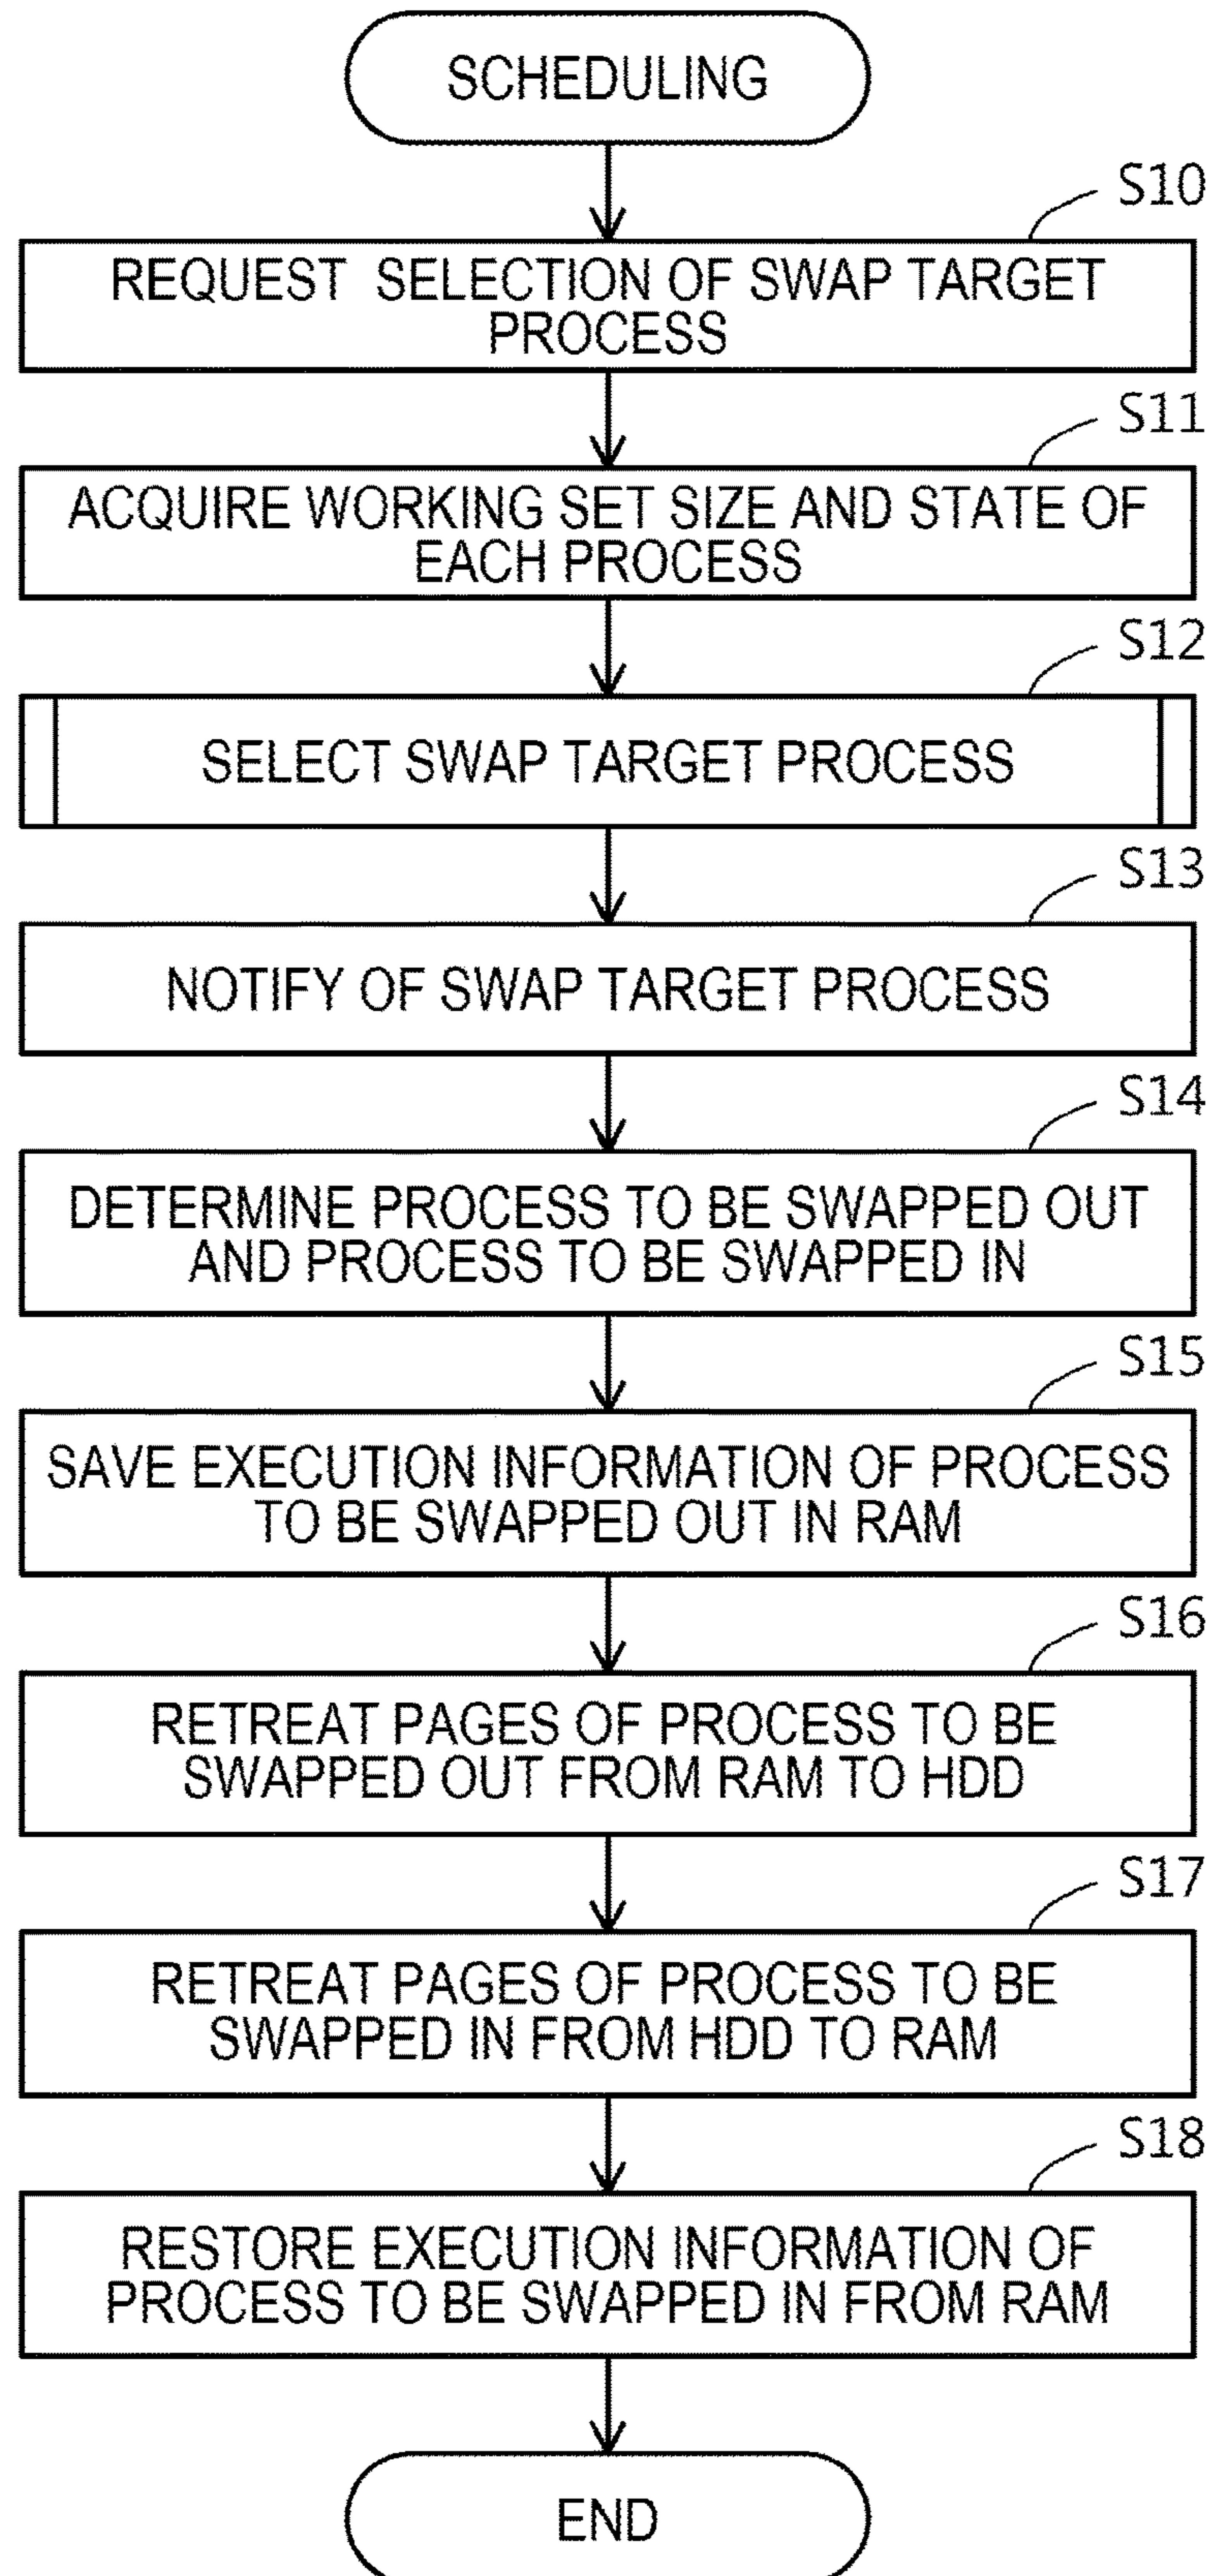 SCHEDULING
S10
REQUEST SELECTION OF SWAP TARGET
PROCESS
S11
ACQUIRE WORKING SET SIZE AND STATE OF
EACH PROCESS
S12
SELECT SWAP TARGET PROCESS
S13
NOTIFY OF SWAP TARGET PROCESS
S14
DETERMINE PROCESS TO BE SWAPPED OUT
AND PROCESS TO BE SWAPPED IN
S15
SAVE EXECUTION INFORMATION OF PROCESS
TO BE SWAPPED OUT IN RAM
S16
RETREAT PAGES OF PROCESS TO BE
SWAPPED OUT FROM RAM TO HDD
S17
RETREAT PAGES OF PROCESS TO BE
SWAPPED IN FROM HDD TO RAM
S18
RESTORE EXECUTION INFORMATION OF
PROCESS TO BE SWAPPED IN FROM RAM
END